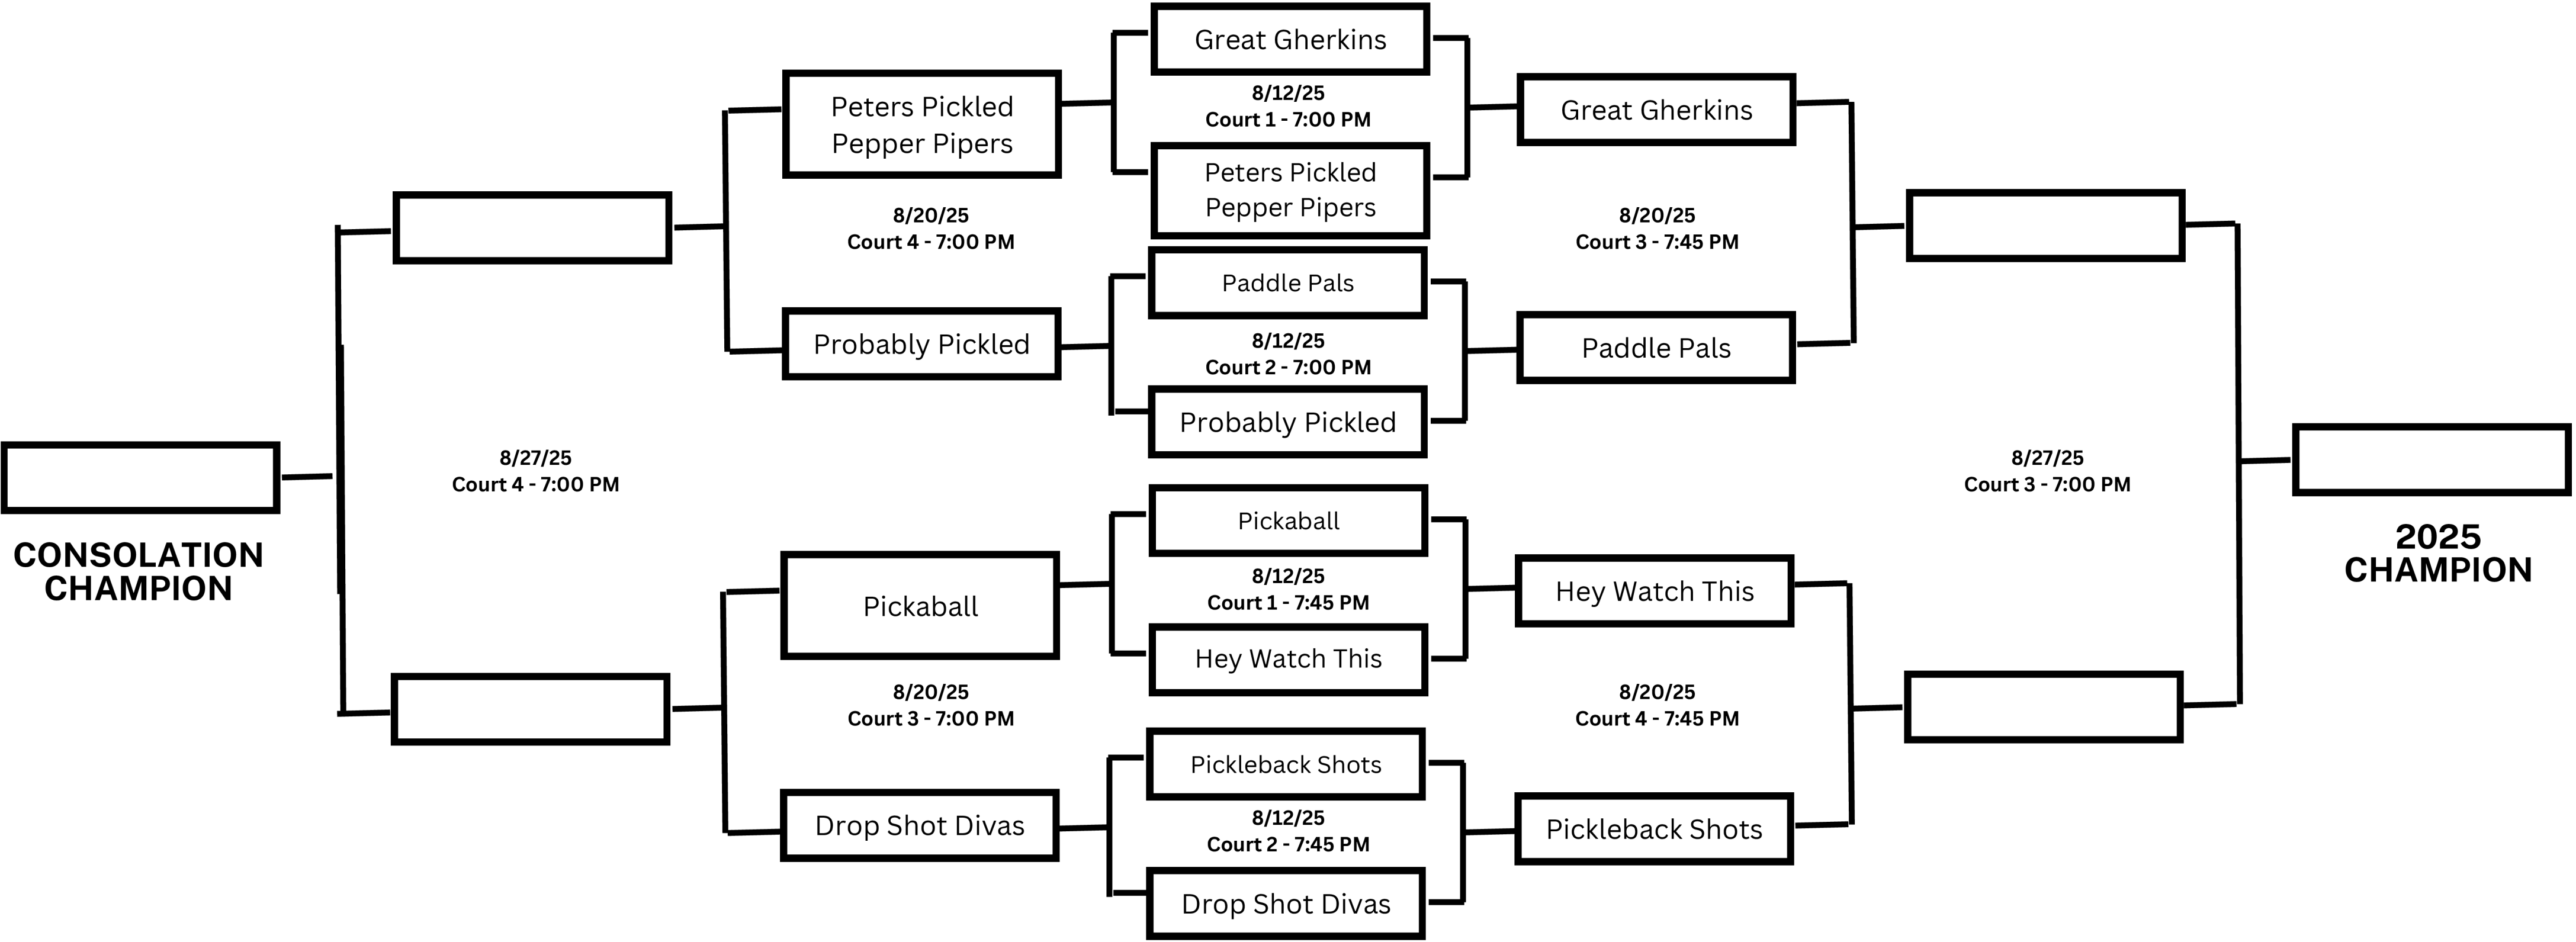 Great Gherkins
8/12/25
Court 1 - 7:00 PM
Peters Pickled
Pepper Pipers
Paddle Pals
8/12/25
Court 2 - 7:00 PM
Probably Pickled
Pickaball
8/12/25
Court 1 - 7:45 PM
Hey Watch This
Pickleback Shots
8/12/25
Court 2 - 7:45 PM
Drop Shot Divas
Peters Pickled
Pepper Pipers
8/20/25
Court 4 - 7:00 PM
Probably Pickled
Pickaball
8/20/25
Court 3 - 7:00 PM
Drop Shot Divas
8/27/25
Court 4 - 7:00 PM
CONSOLATION
CHAMPION
Great Gherkins
8/20/25
Court 3 - 7:45 PM
Paddle Pals
Hey Watch This
8/20/25
Court 4 - 7:45 PM
Pickleback Shots
8/27/25
Court 3 - 7:00 PM
2025
CHAMPION